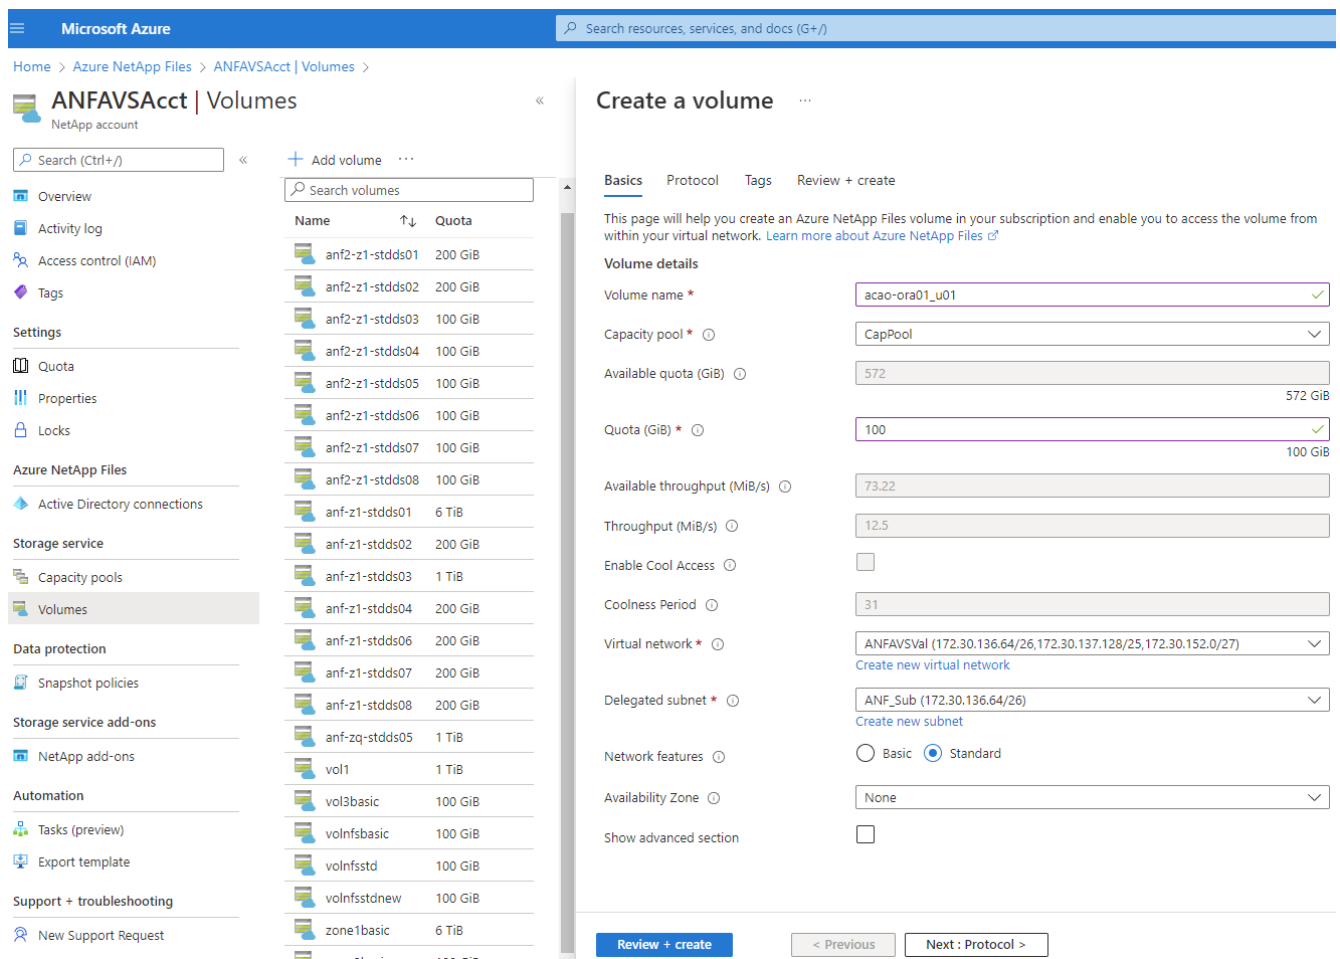 Microsoft Azure
Search resources, services, and docs (G+/)
Home > Azure NetApp Files > ANFAVSAcct | Volumes >
ANFAVSAcct | Volumes
NetApp account
Search (Ctrl+/)
Overview
Activity log
Access control (IAM)
Tags
Settings
Quota
Properties
Locks
Azure NetApp Files
Active Directory connections
Storage service
Capacity pools
Volumes
Data protection
Snapshot policies
Storage service add-ons
NetApp add-ons
Automation
Tasks (preview)
Export template
Support + troubleshooting
New Support Request
Add volume
Search volumes
Name Quota
anf2-z1-stdds01 200 GiB
anf2-z1-stdds02 200 GiB
anf2-z1-stdds03 100 GiB
anf2-z1-stdds04 100 GiB
anf2-z1-stdds05 100 GiB
anf2-z1-stdds06 100 GiB
anf2-z1-stdds07 100 GiB
anf2-z1-stdds08 100 GiB
anf-z1-stdds01 6 TiB
anf-z1-stdds02 200 GiB
anf-z1-stdds03 1 TiB
anf-z1-stdds04 200 GiB
anf-z1-stdds06 200 GiB
anf-z1-stdds07 200 GiB
anf-z1-stdds08 200 GiB
anf-zq-stdds05 1 TiB
vol1 1 TiB
vol3basic 100 GiB
volnfsbasic 100 GiB
volnfsstd 100 GiB
volnfsstdnew 100 GiB
zone1basic 6 TiB
Create a volume
Basics Protocol Tags Review + create
This page will help you create an Azure NetApp Files volume in your subscription and enable you to access the volume from
within your virtual network. Learn more about Azure NetApp Files
Volume details
Volume name * acao-ora01_u01
Capacity pool * CapPool
Available quota (GiB) 572
572 GiB
Quota (GiB) * 100
100 GiB
Available throughput (MiB/s) 73.22
Throughput (MiB/s) 12.5
Enable Cool Access
Coolness Period 31
Virtual network * ANFAVSVal (172.30.136.64/26,172.30.137.128/25,172.30.152.0/27)
Create new virtual network
Delegated subnet * ANF_Sub (172.30.136.64/26)
Create new subnet
Network features Basic Standard
Availability Zone None
Show advanced section
Review + create < Previous Next : Protocol >